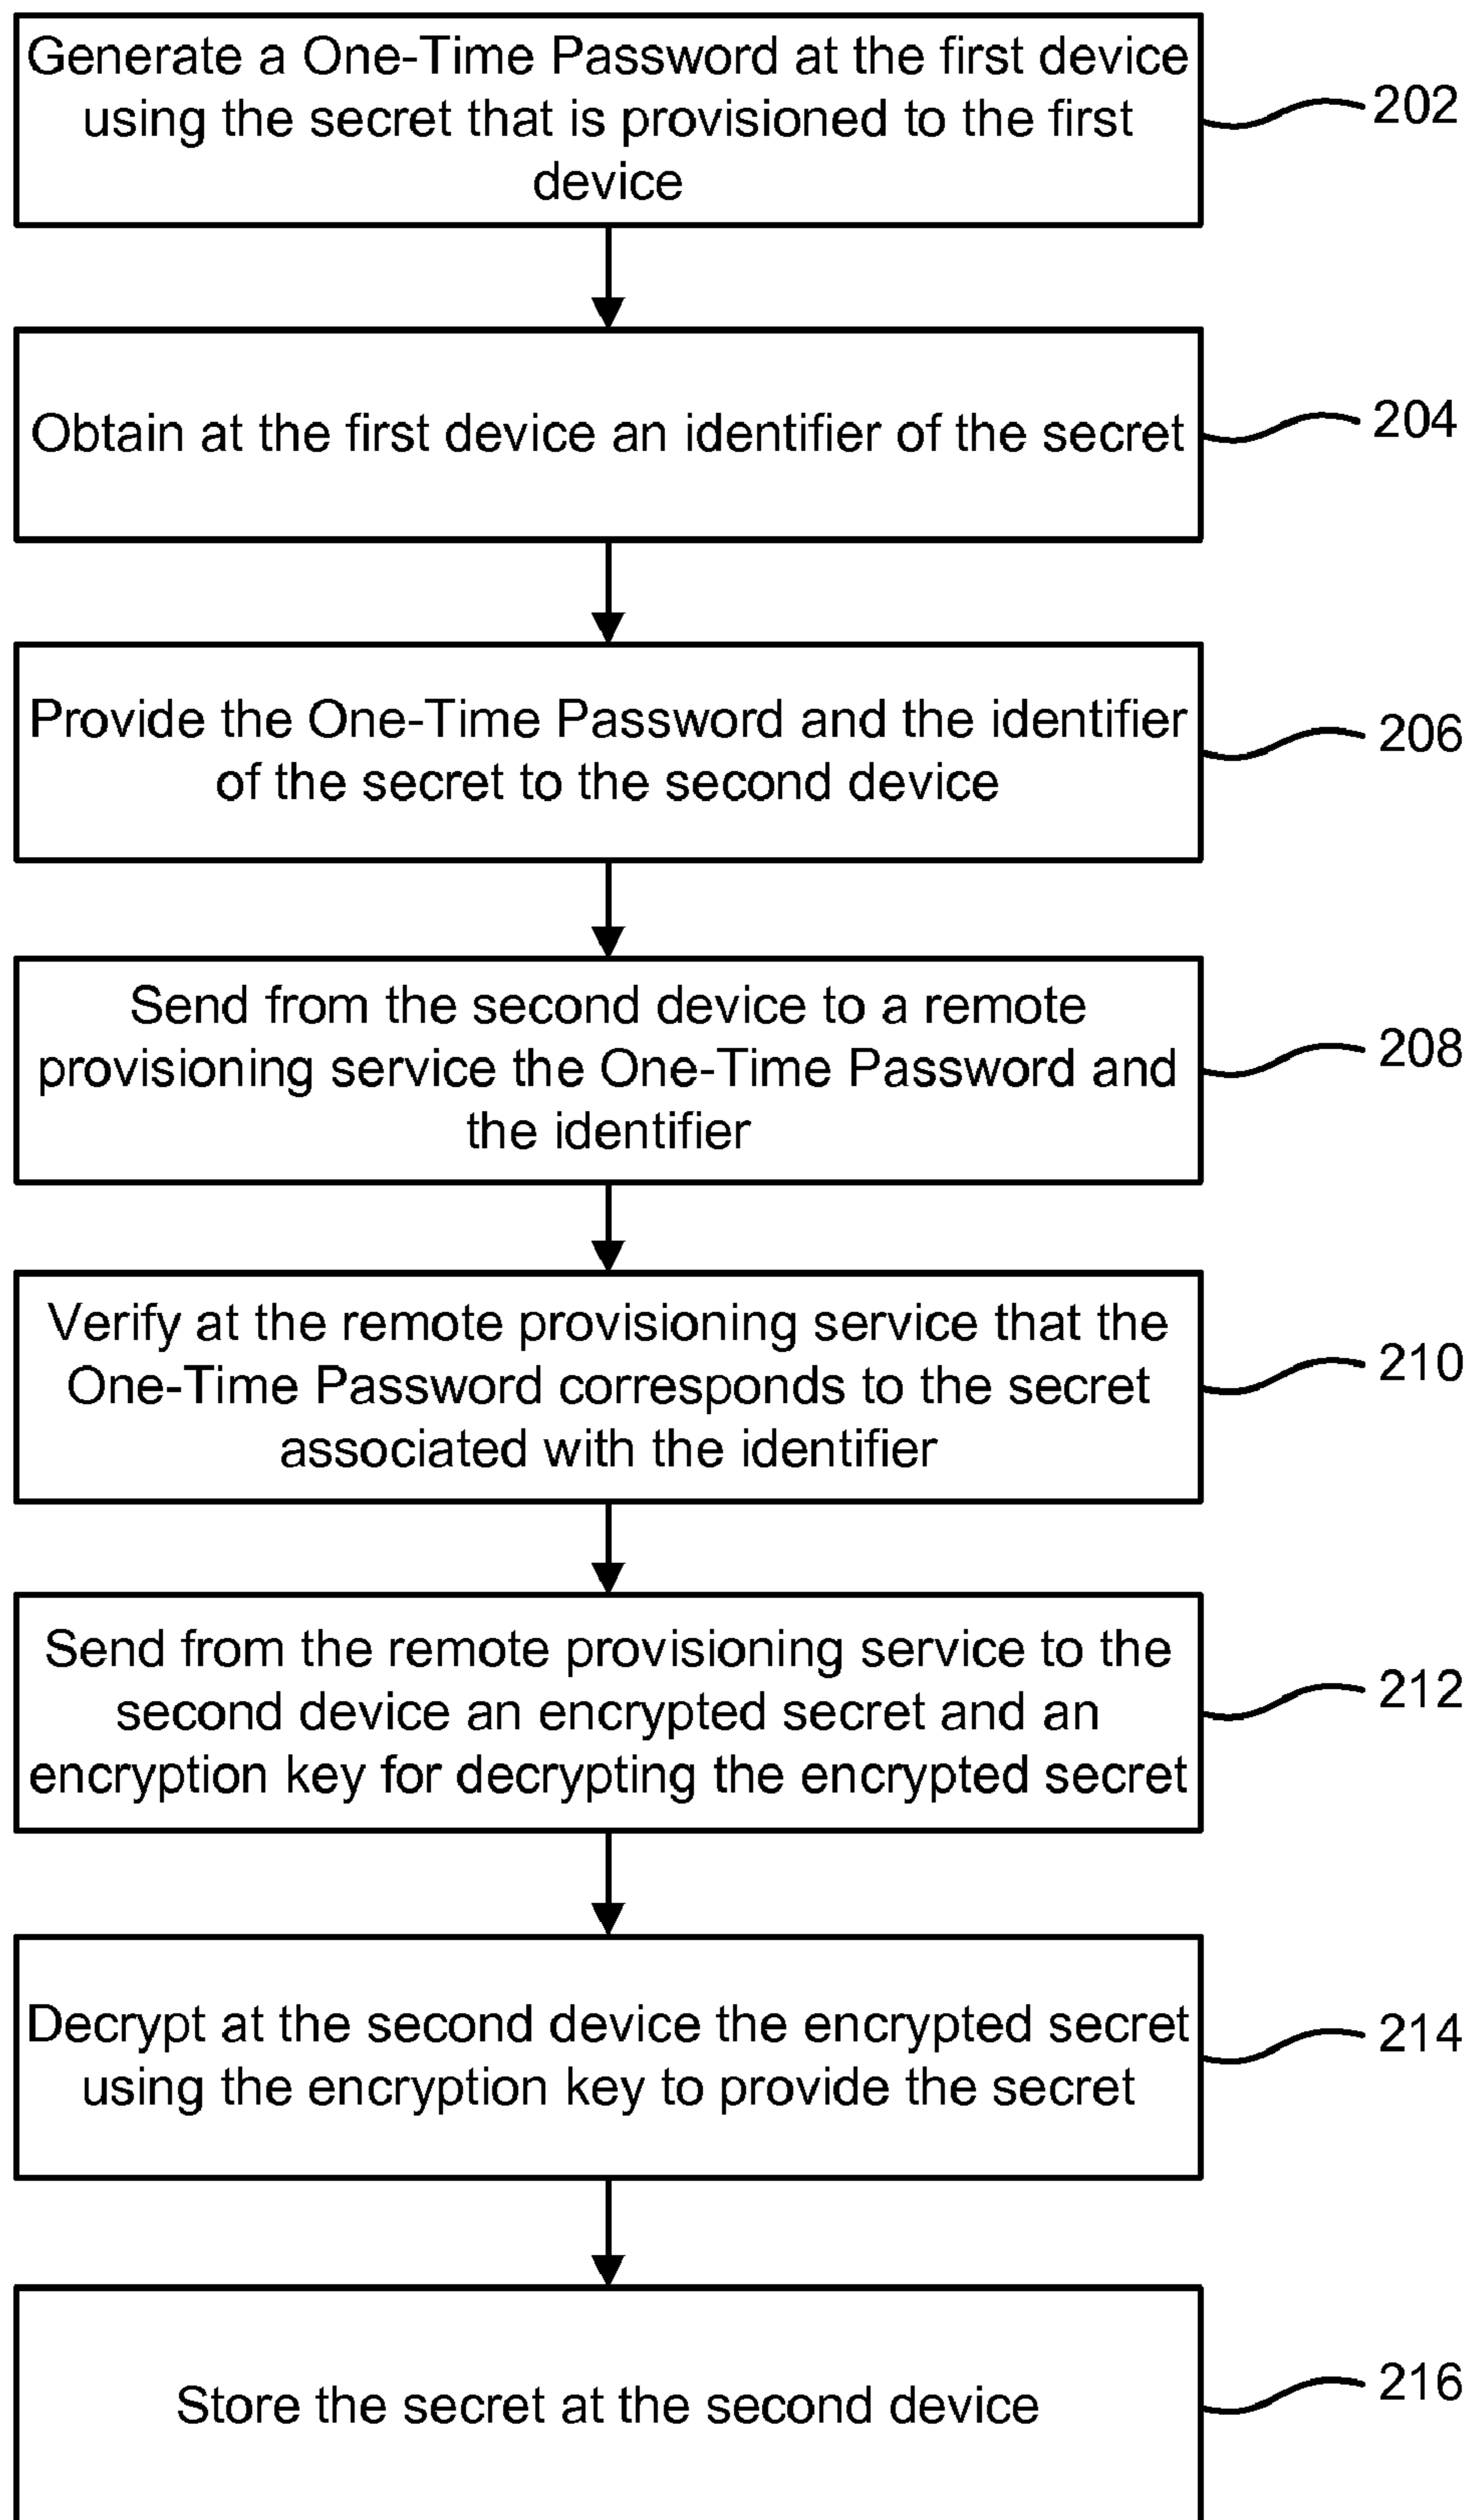 Generate a One-Time Password at the first device
using the secret that is provisioned to the first
device
202
Obtain at the first device an identifier of the secret
204
Provide the One-Time Password and the identifier
of the secret to the second device
206
Send from the second device to a remote
provisioning service the One-Time Password and
the identifier
208
Verify at the remote provisioning service that the
One-Time Password corresponds to the secret
associated with the identifier
210
Send from the remote provisioning service to the
second device an encrypted secret and an
encryption key for decrypting the encrypted secret
212
Decrypt at the second device the encrypted secret
using the encryption key to provide the secret
214
Store the secret at the second device
216